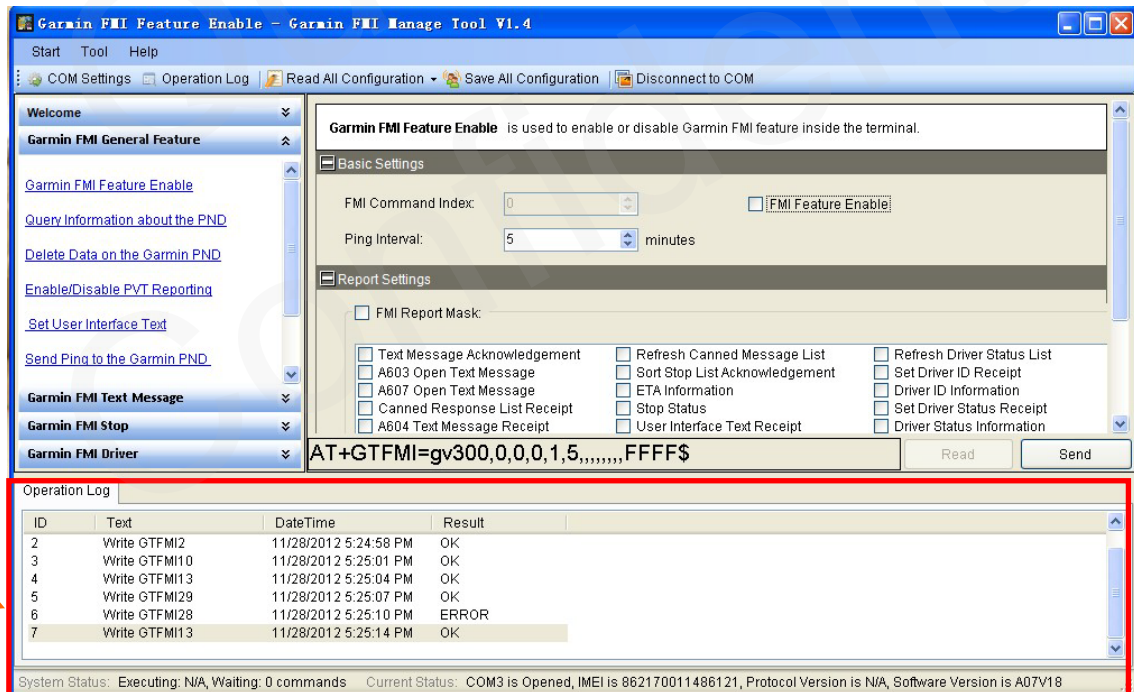 Garmin FMI Feature Enable - Garmin FMI Manage Tool V1.4
Start Tool Help
COM Settings Operation Log Read All Configuration Save All Configuration Disconnect to COM
Welcome
Garmin FMI General Feature
Garmin FMI Feature Enable
Query Information about the PND
Delete Data on the Garmin PND
Enable/Disable PVT Reporting
Set User Interface Text
Send Ping to the Garmin PND
Garmin FMI Text Message
Garmin FMI Stop
Garmin FMI Driver
Garmin FMI Feature Enable is used to enable or disable Garmin FMI feature inside the terminal.
Basic Settings
FMI Command Index: 0 FMI Feature Enable
Ping Interval: 5 minutes
Report Settings
FMI Report Mask:
Text Message Acknowledgement Refresh Canned Message List Refresh Driver Status List
A603 Open Text Message Sort Stop List Acknowledgement Set Driver ID Receipt
A607 Open Text Message ETA Information Driver ID Information
Canned Response List Receipt Stop Status Set Driver Status Receipt
A604 Text Message Receipt User Interface Text Receipt Driver Status Information
AT+GTFMI=gv300,0,0,0,1,5,,,,,,,,FFFF$ Read Send
Operation Log
ID Text DateTime Result
2 Write GTFMI2 11/28/2012 5:24:58 PM OK
3 Write GTFMI10 11/28/2012 5:25:01 PM OK
4 Write GTFMI13 11/28/2012 5:25:04 PM OK
5 Write GTFMI29 11/28/2012 5:25:07 PM OK
6 Write GTFMI28 11/28/2012 5:25:10 PM ERROR
7 Write GTFMI13 11/28/2012 5:25:14 PM OK
System Status: Executing: N/A, Waiting: 0 commands Current Status: COM3 is Opened, IMEI is 862170011486121, Protocol Version is N/A, Software Version is A07V18